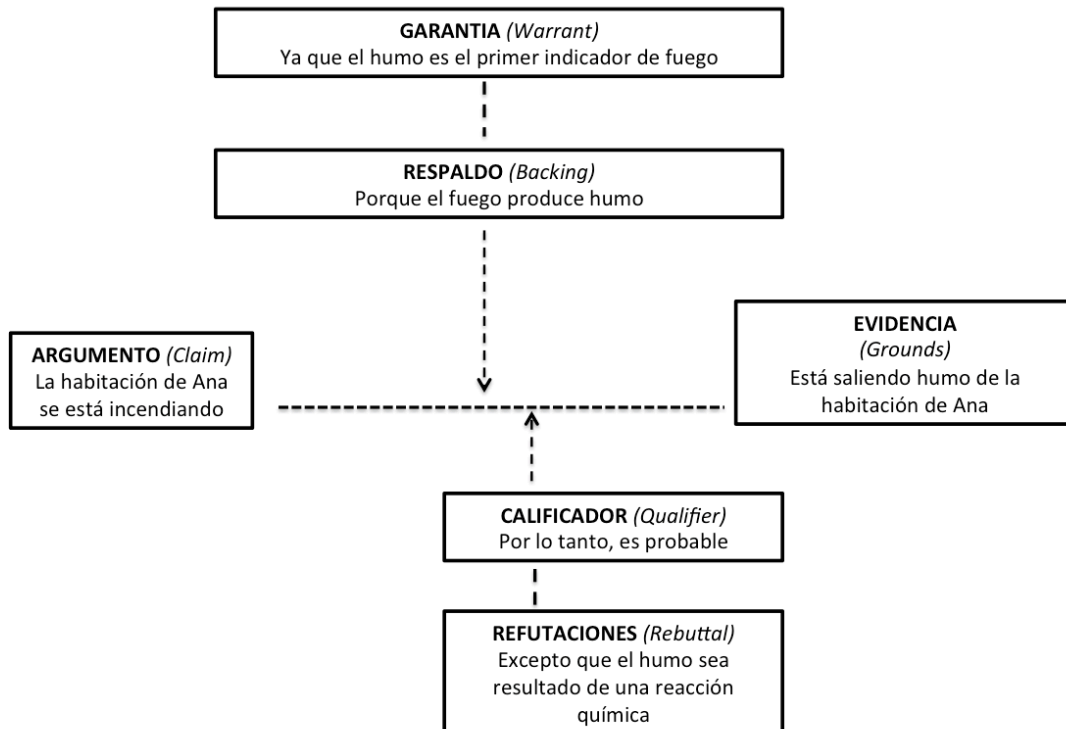 GARANTIA (Warrant)
Ya que el humo es el primer indicador de fuego
RESPALDO (Backing)
Porque el fuego produce humo
ARGUMENTO (Claim)
La habitación de Ana
se está incendiando
EVIDENCIA
(Grounds)
Está saliendo humo de la
habitación de Ana
CALIFICADOR (Qualifier)
Por lo tanto, es probable
REFUTACIONES (Rebuttal)
Excepto que el humo sea
resultado de una reacción
química